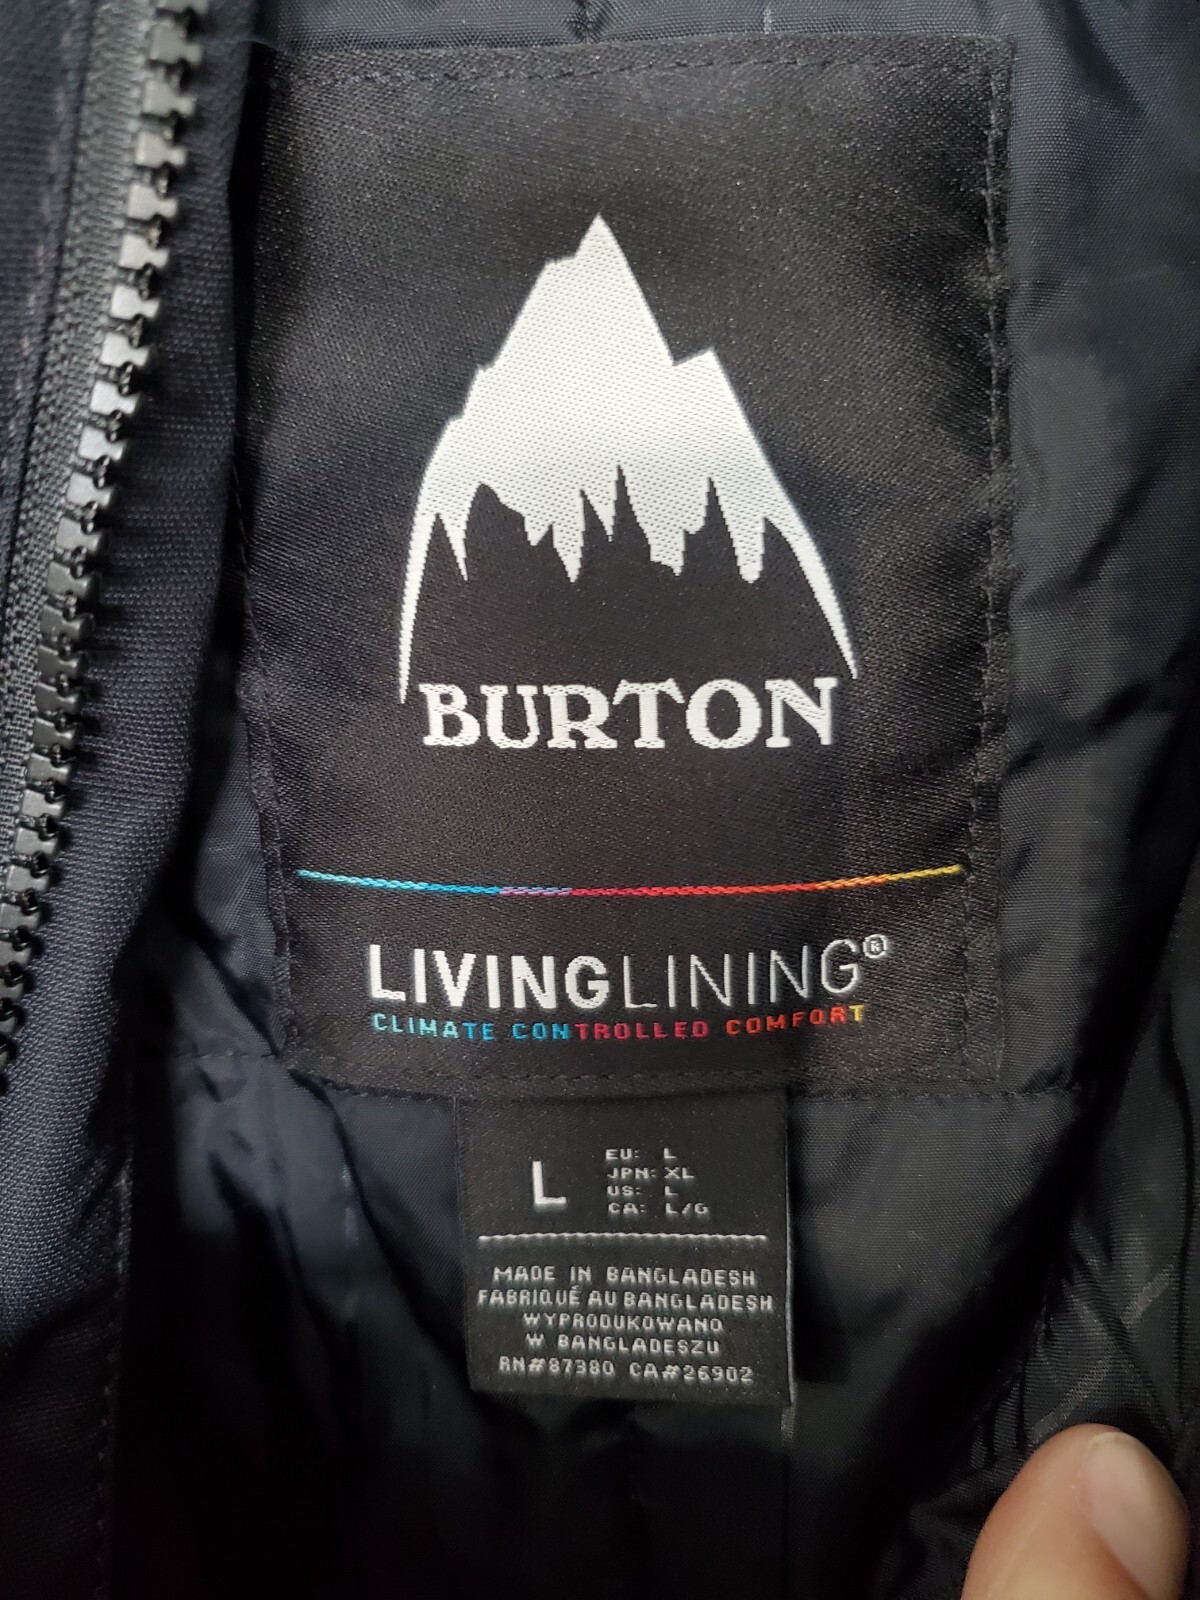 BURTON
LIVINGLINING®
CLIMATE CONTROLLED COMFORT
L
EU: L
JPN: XL
US: L
CA: L/G
MADE IN BANGLADESH
FABRIQUÉ AU BANGLADESH
WYPRODUKOWANO
W BANGLADESZU
RN#87380 CA#26902